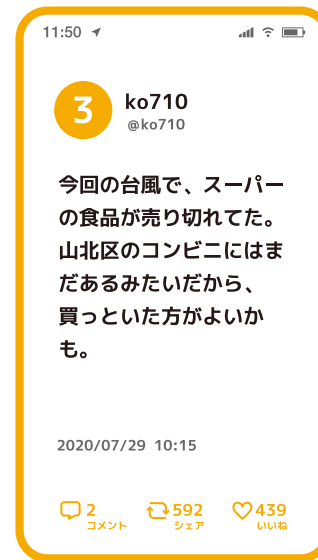 11:50
3
ko710
@ko710
今回の台風で、スーパー
の食品が売り切れてた。
山北区のコンビニにはま
だあるみたいだから、
買っといた方がよいか
も。
2020/07/29 10:15
2 592 439
コメント シェア いいね